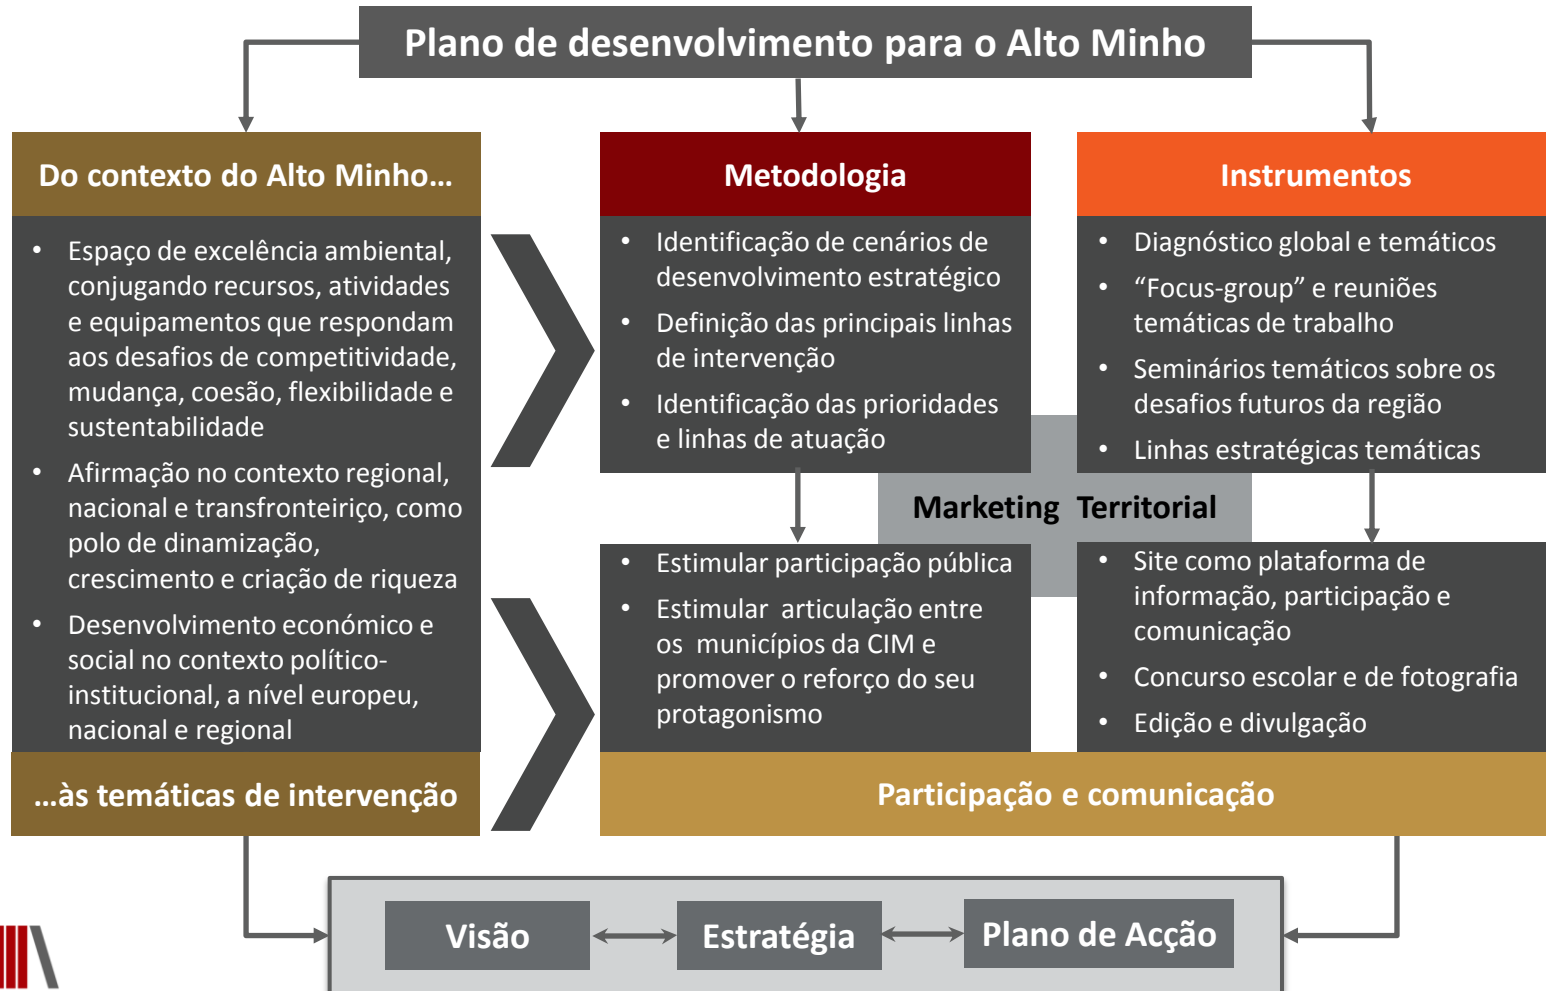 Plano de desenvolvimento para o Alto Minho
Do contexto do Alto Minho…
• Espaço de excelência ambiental,
conjugando recursos, atividades
e equipamentos que respondam
aos desafios de competitividade,
mudança, coesão, flexibilidade e
sustentabilidade
• Afirmação no contexto regional,
nacional e transfronteiriço, como
polo de dinamização,
crescimento e criação de riqueza
• Desenvolvimento económico e
social no contexto político-
institucional, a nível europeu,
nacional e regional
…às temáticas de intervenção
Metodologia
• Identificação de cenários de
desenvolvimento estratégico
• Definição das principais linhas
de intervenção
• Identificação das prioridades
e linhas de atuação
Instrumentos
• Diagnóstico global e temáticos
• “Focus-group” e reuniões
temáticas de trabalho
• Seminários temáticos sobre os
desafios futuros da região
• Linhas estratégicas temáticas
Marketing Territorial
• Estimular participação pública
• Estimular articulação entre
os municípios da CIM e
promover o reforço do seu
protagonismo
• Site como plataforma de
informação, participação e
comunicação
• Concurso escolar e de fotografia
• Edição e divulgação
Participação e comunicação
Visão
Estratégia
Plano de Acção